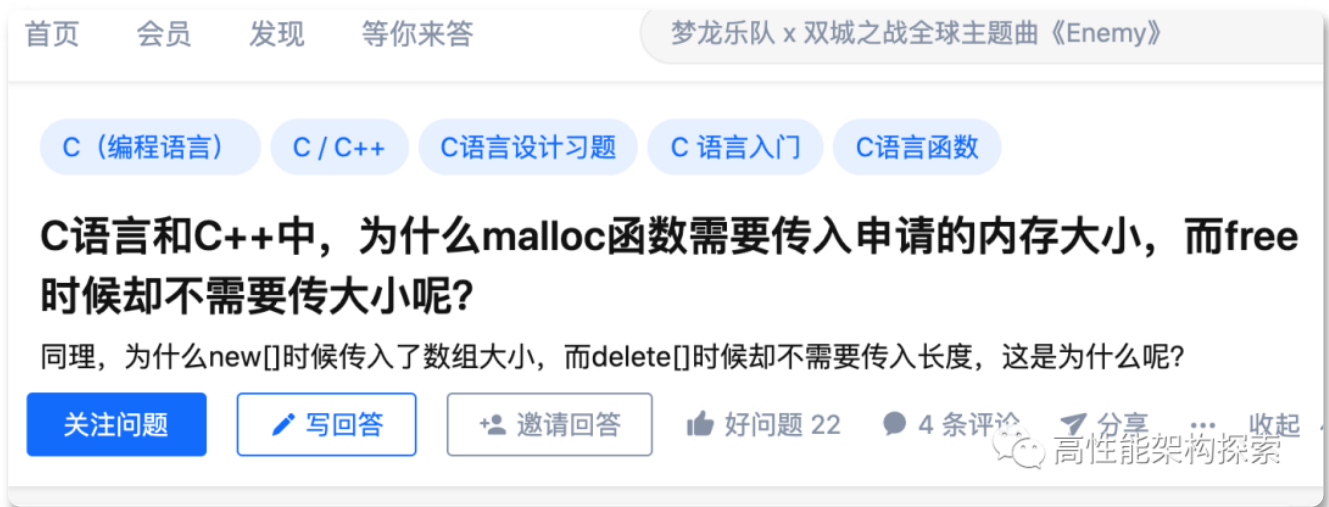 首页 会员 发现 等你来答 梦龙乐队 x 双城之战全球主题曲《Enemy》
C（编程语言） C / C++ C语言设计习题 C 语言入门 C语言函数
C语言和C++中，为什么malloc函数需要传入申请的内存大小，而free
时候却不需要传大小呢?
同理，为什么new[]时候传入了数组大小，而delete[]时候却不需要传入长度，这是为什么呢?
关注问题 写回答 邀请回答 好问题 22 4 条评论 分享 ... 收起
高性能架构探索